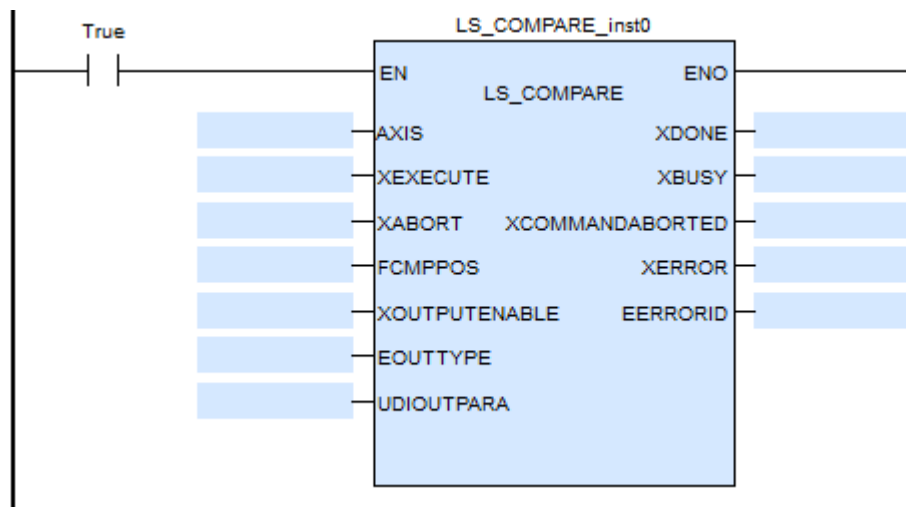 True
LS_COMPARE_inst0
EN ENO
LS_COMPARE
AXIS XDONE
XEXECUTE XBUSY
XABORT XCOMMANDABORTED
FCMPPOS XERROR
XOUTPUTENABLE EERRORID
EOUTTYPE
UDIOUTPARA